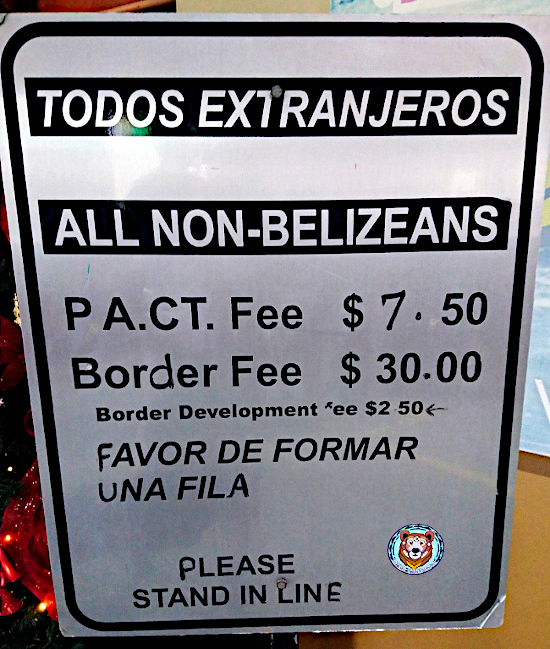 TODOS EXTRANJEROS
ALL NON-BELIZEANS
P A.CT. Fee $ 7.50
Border Fee $ 30.00
Border Development fee $2 50←
FAVOR DE FORMAR
UNA FILA
PLEASE
STAND IN LINE